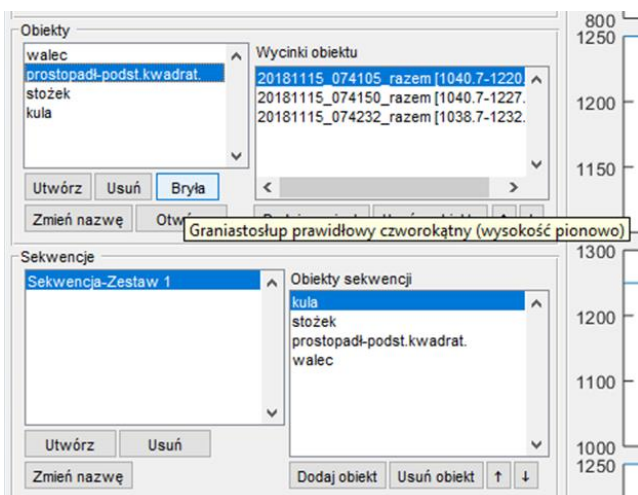 Obiekty
walec
prostopadł-podst.kwadrat.
stożek
kula
Utwórz Usuń Bryła
Zmień nazwę
Wycinki obiektu
20181115_074105_razem [1040.7-1220.
20181115_074150_razem [1040.7-1227.
20181115_074232_razem [1038.7-1232.
Graniastosłup prawidłowy czworokątny (wysokość pionowo)
Sekwencje
Sekwencja-Zestaw 1
Utwórz Usuń
Zmień nazwę
Obiekty sekwencji
kula
stożek
prostopadł-podst.kwadrat.
walec
Dodaj obiekt Usuń obiekt ↑ ↓
800
1250
1200
1150
1300
1200
1100
1000
1250